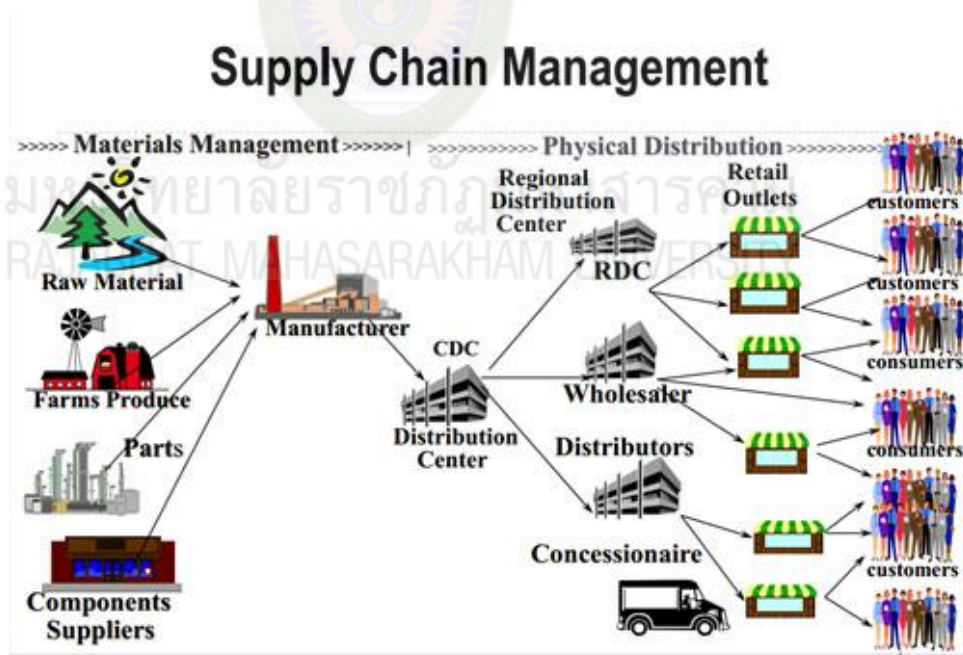 Supply Chain Management
>>>>> Materials Management >>>>>> |
>>>>>>>>>>> Physical Distribution >>>>>>>>>>
Regional
Distribution
Center
Retail
Outlets
customers
RDC
customers
MAHASARAKHAM
Raw Material
Manufacturer
CDC
consumers
Farms Produce
Wholesaler
Distribution
Center
Parts
Distributors
consumers
Concessionaire
customers
Components
Suppliers